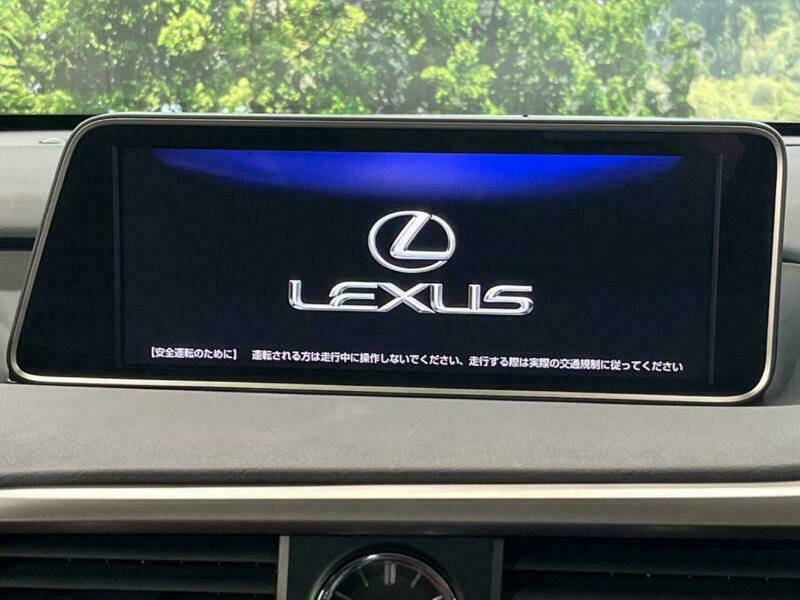 LEXUS
【安全運転のために】 運転される方は走行中に操作しないでください、走行する際は実際の交通規制に従ってください